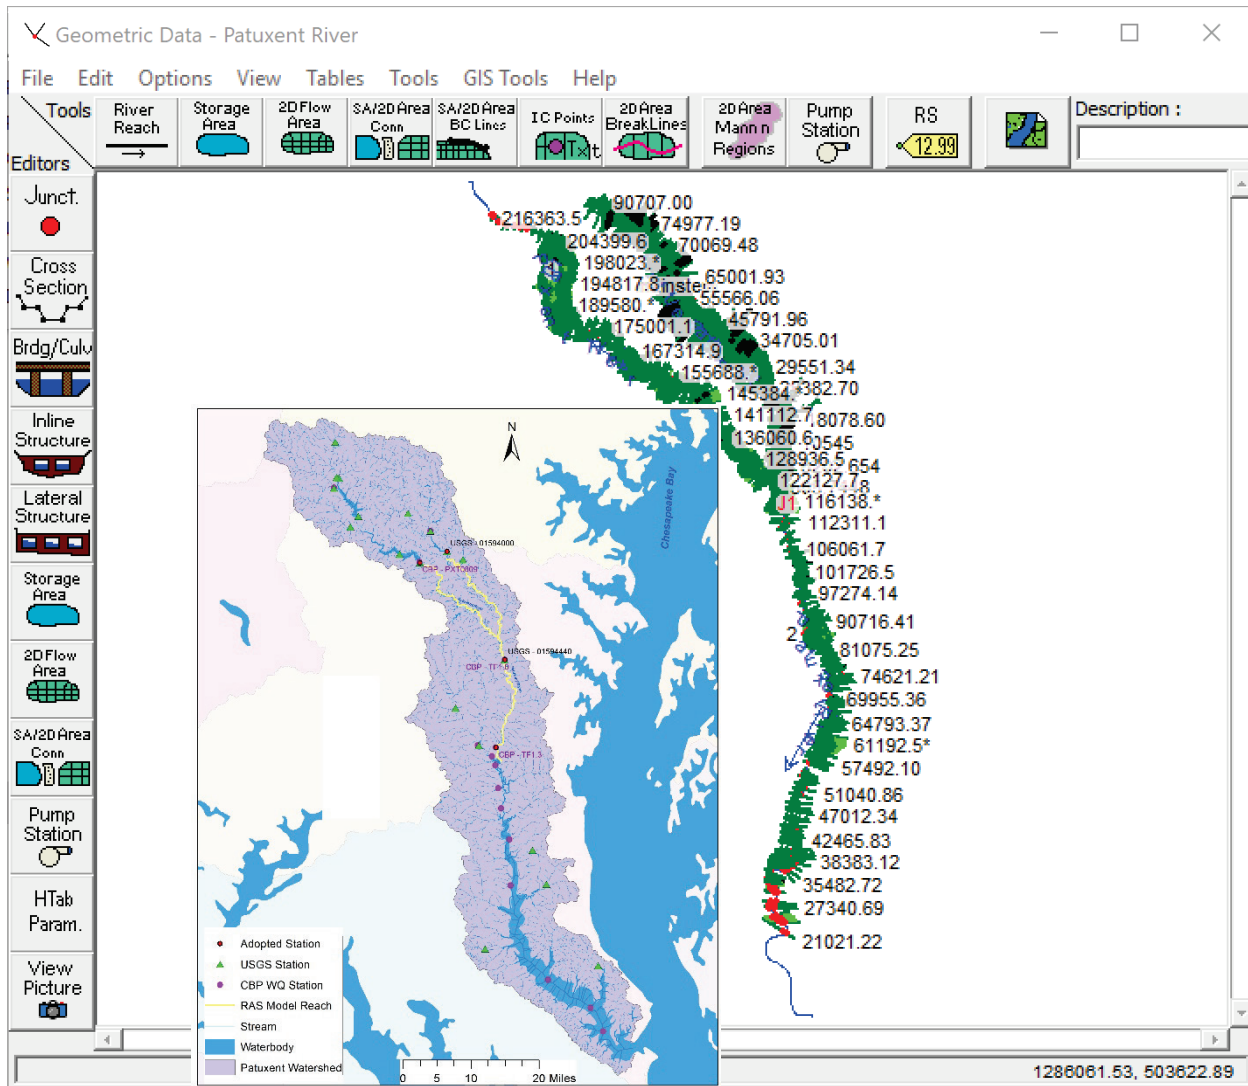 Geometric Data - Patuxent River
File Edit Options View Tables Tools GIS Tools Help
Tools
Editors
River
Reach
Storage
Area
2D Flow
Area
SA/2D Area
Conn
SA/2D Area
BC Lines
IC Points
2D Area
BreakLines
2D Area
Mann n
Regions
Pump
Station
RS
12.99
Description :
Junct.
Cross
Section
Brdg/Culv
Inline
Structure
Lateral
Structure
Storage
Area
2D Flow
Area
SA/2D Area
Conn
Pump
Station
HTab
Param.
View
Picture
216363.5
204399.6
198023.*
194817.8
189580.*
175001.1
167314.9
155688.*
145384.*
141112.7
136060.6
128936.5
122127.7
J1
116138.*
112311.1
106061.7
101726.5
97274.14
90716.41
2
81075.25
74621.21
69955.36
64793.37
61192.5*
57492.10
51040.86
47012.34
42465.83
38383.12
35482.72
27340.69
21021.22
90707.00
74977.19
70069.48
65001.93
55566.06
45791.96
34705.01
29551.34
382.70
8078.60
0545
654
N
Chesapeake Bay
USGS - 01594000
USGS - 01594440
CBP - TF1.3
Adopted Station
USGS Station
CBP WQ Station
RAS Model Reach
Stream
Waterbody
Patuxent Watershed
0 5 10 20 Miles
1286061.53, 503622.89